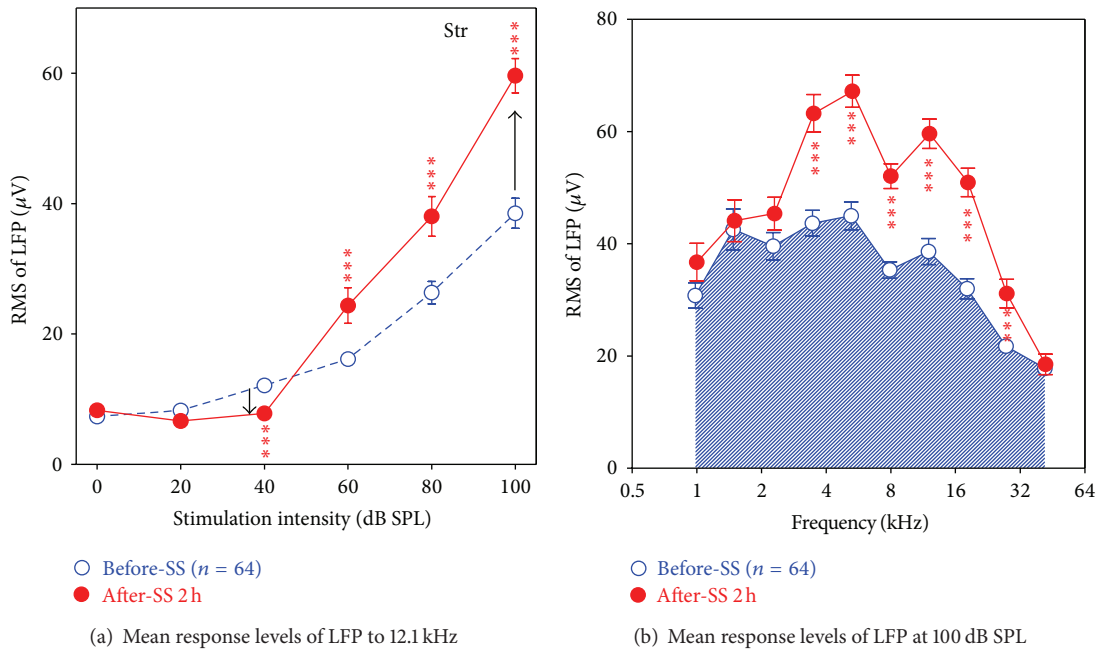 Str
RMS of LFP (μV)
60
40
20
0
***
***
***
***
0 20 40 60 80 100
Stimulation intensity (dB SPL)
Before-SS (n = 64)
After-SS 2 h
(a) Mean response levels of LFP to 12.1 kHz
RMS of LFP (μV)
80
60
40
20
0
***
***
***
***
***
***
0.5 1 2 4 8 16 32 64
Frequency (kHz)
Before-SS (n = 64)
After-SS 2 h
(b) Mean response levels of LFP at 100 dB SPL